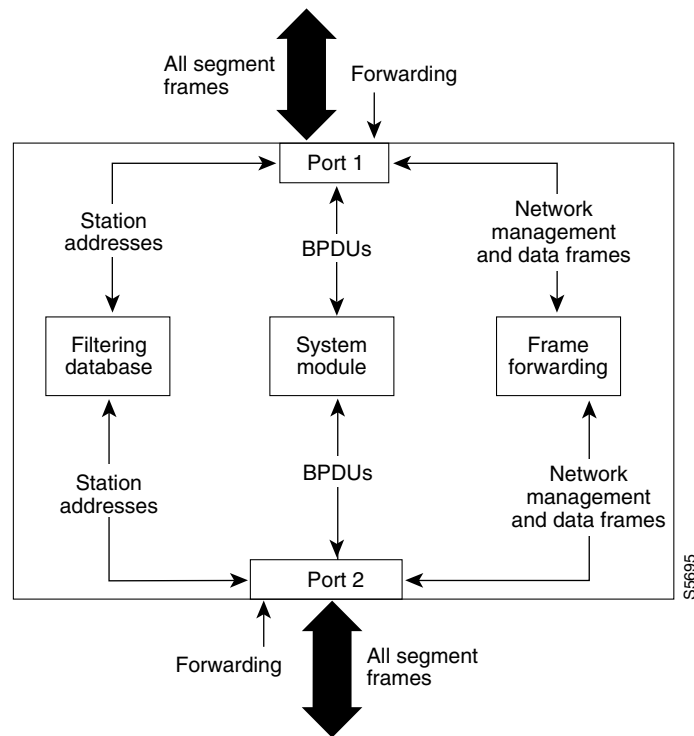 All segment
frames
Forwarding
Port 1
Station
addresses
BPDUs
Network
management
and data frames
Filtering
database
System
module
Frame
forwarding
Station
addresses
BPDUs
Network
management
and data frames
Port 2
S5695
Forwarding
All segment
frames